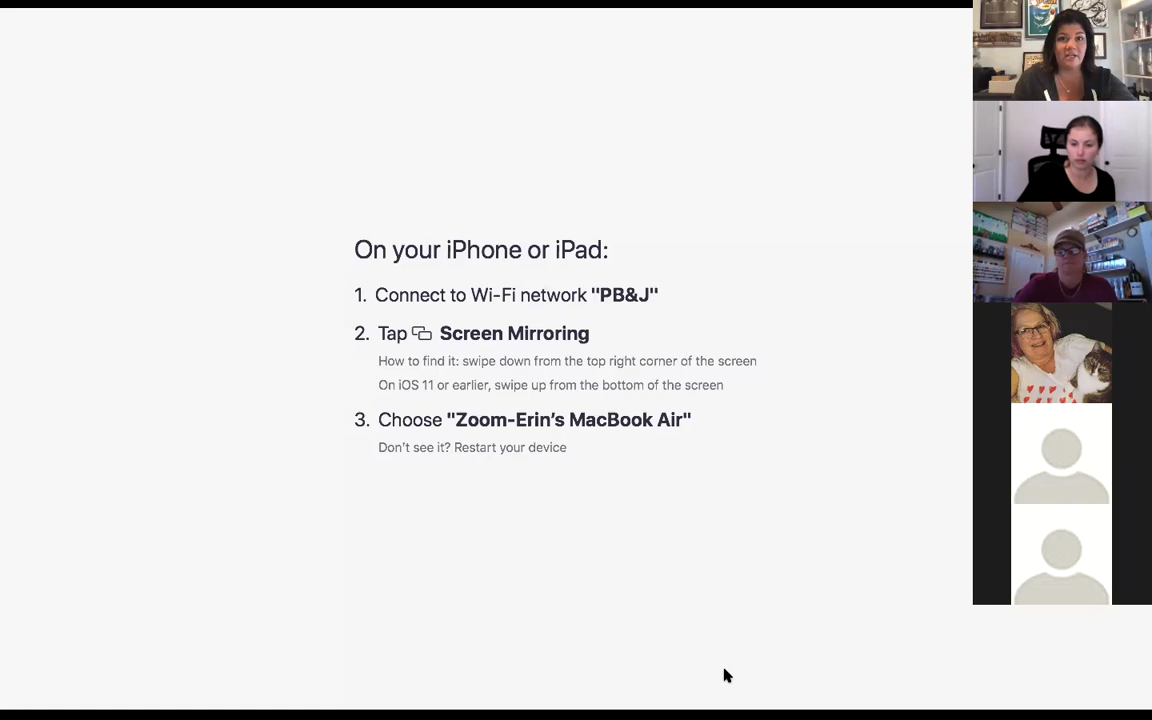 On your iPhone or iPad:
1. Connect to Wi-Fi network "PB&J"
2. Tap Screen Mirroring
How to find it: swipe down from the top right corner of the screen
On iOS 11 or earlier, swipe up from the bottom of the screen
3. Choose "Zoom-Erin’s MacBook Air"
Don’t see it? Restart your device